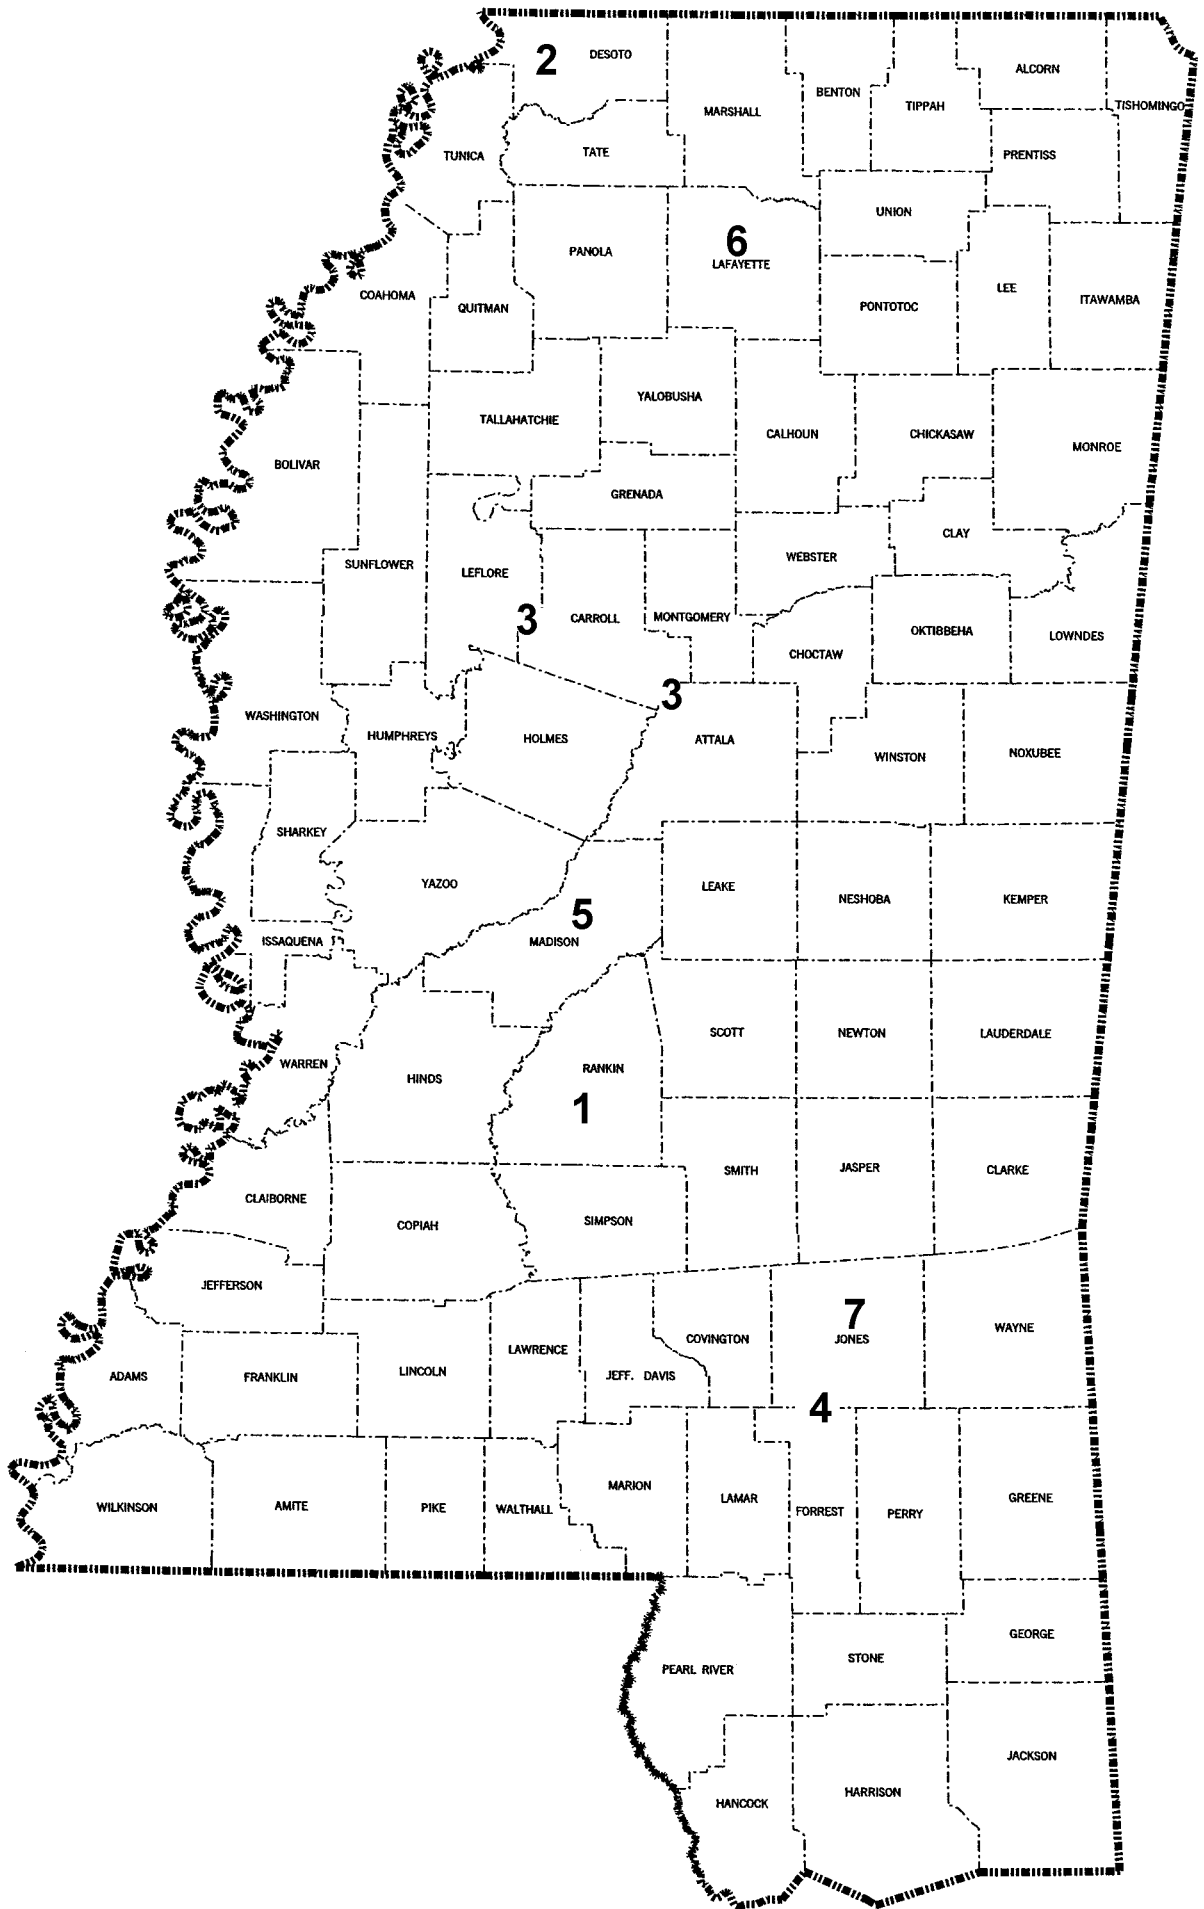 2
DESOTO
ALCORN
BENTON
TIPPAH
TISHOMINGO
MARSHALL
TUNICA
TATE
PRENTISS
UNION
6
PANOLA
LAFAYETTE
COAHOMA
QUITMAN
PONTOTOC
LEE
ITAWAMBA
YALOBUSHA
TALLAHATCHIE
CALHOUN
CHICKASAW
MONROE
BOLIVAR
GRENADA
CLAY
WEBSTER
SUNFLOWER
LEFLORE
3
CARROLL
MONTGOMERY
OKTIBBEHA
LOWNDES
CHOCTAW
3
WASHINGTON
HUMPHREYS
HOLMES
ATTALA
WINSTON
NOXUBEE
SHARKEY
YAZOO
LEAKE
NESHOBA
KEMPER
5
ISSAQUENA
MADISON
SCOTT
NEWTON
LAUDERDALE
WARREN
HINDS
RANKIN
1
SMITH
JASPER
CLARKE
CLAIBORNE
COPIAH
SIMPSON
JEFFERSON
7
COVINGTON
JONES
WAYNE
ADAMS
FRANKLIN
LINCOLN
LAWRENCE
JEFF. DAVIS
4
WILKINSON
AMITE
PIKE
WALTHALL
MARION
LAMAR
FORREST
PERRY
GREENE
GEORGE
PEARL RIVER
STONE
JACKSON
HANCOCK
HARRISON